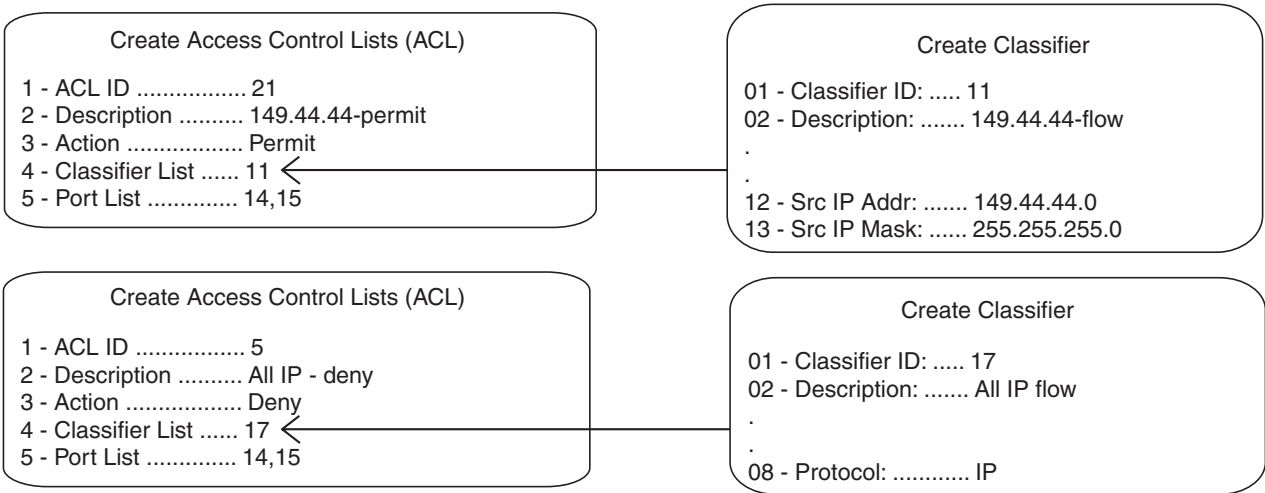 Create Access Control Lists (ACL)
1 - ACL ID ................. 21
2 - Description .......... 149.44.44-permit
3 - Action .................. Permit
4 - Classifier List ...... 11
5 - Port List .............. 14,15
Create Classifier
01 - Classifier ID: ..... 11
02 - Description: ....... 149.44.44-flow
.
.
12 - Src IP Addr: ....... 149.44.44.0
13 - Src IP Mask: ...... 255.255.255.0
Create Access Control Lists (ACL)
1 - ACL ID ................. 5
2 - Description .......... All IP - deny
3 - Action .................. Deny
4 - Classifier List ...... 17
5 - Port List .............. 14,15
Create Classifier
01 - Classifier ID: ..... 17
02 - Description: ....... All IP flow
.
.
08 - Protocol: ............ IP